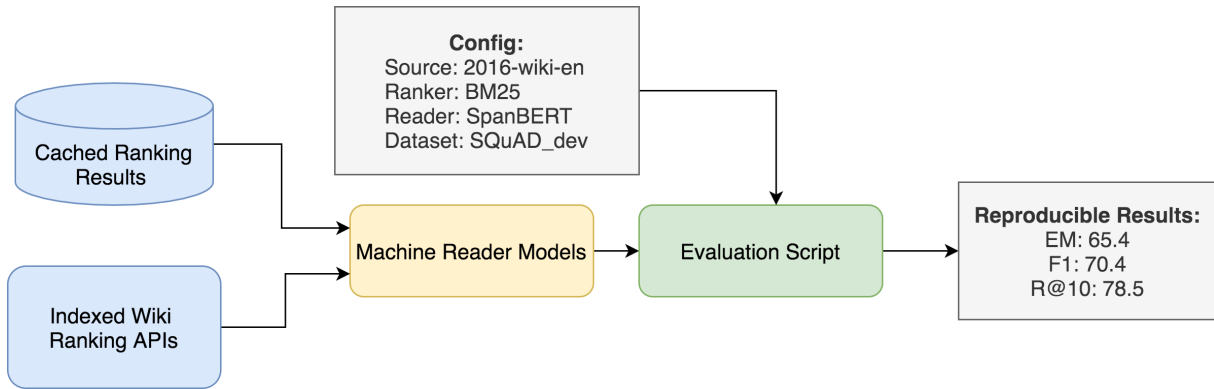 Config:
Source: 2016-wiki-en
Ranker: BM25
Reader: SpanBERT
Dataset: SQuAD_dev
Cached Ranking
Results
Indexed Wiki
Ranking APIs
Machine Reader Models
Evaluation Script
Reproducible Results:
EM: 65.4
F1: 70.4
R@10: 78.5